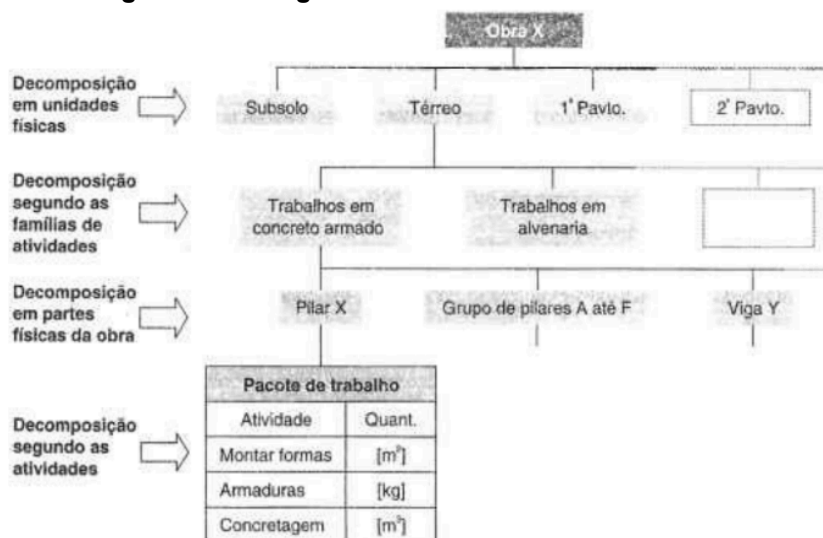 Obra X
Decomposição
em unidades
físicas
Subsolo
Térreo
1º Pavto.
2º Pavto.
Decomposição
segundo as
famílias de
atividades
Trabalhos em
concreto armado
Trabalhos em
alvenaria
Decomposição
em partes
físicas da obra
Pilar X
Grupo de pilares A até F
Viga Y
Decomposição
segundo as
atividades
Pacote de trabalho
Atividade Quant.
Montar formas [m²]
Armaduras [kg]
Concretagem [m³]